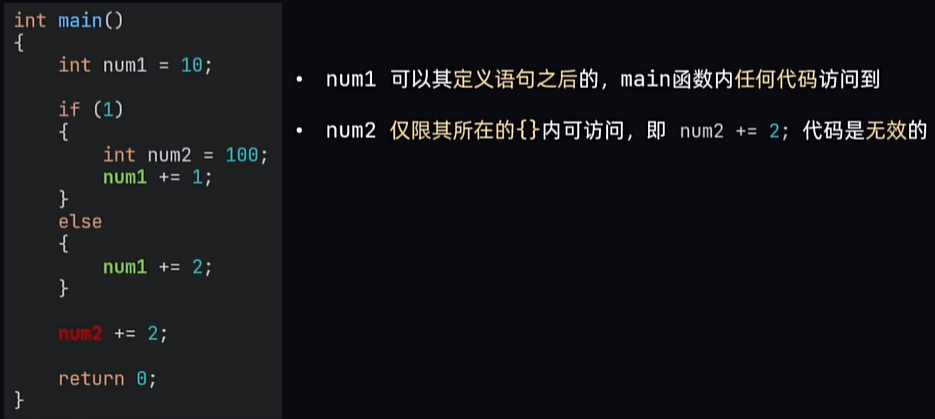 int main()
{
int num1 = 10;
if (1)
{
int num2 = 100;
num1 += 1;
}
else
{
num1 += 2;
}
num2 += 2;
return 0;
}
• num1 可以其定义语句之后的，main函数内任何代码访问到
• num2 仅限其所在的{}内可访问，即 num2 += 2; 代码是无效的